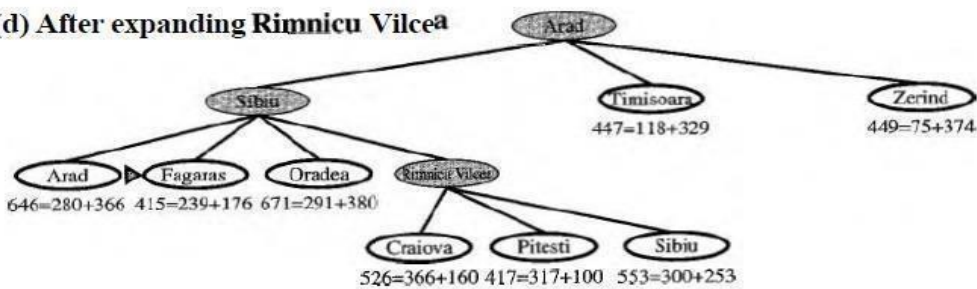 (d) After expanding Rimnicu Vilcea
Arad
Sibiu Timisoara Zerind
447=118+329 449=75+374
Arad Fagaras Oradea Rimnicu Vilcea
646=280+366 415=239+176 671=291+380
Craiova Pitesti Sibiu
526=366+160 417=317+100 553=300+253